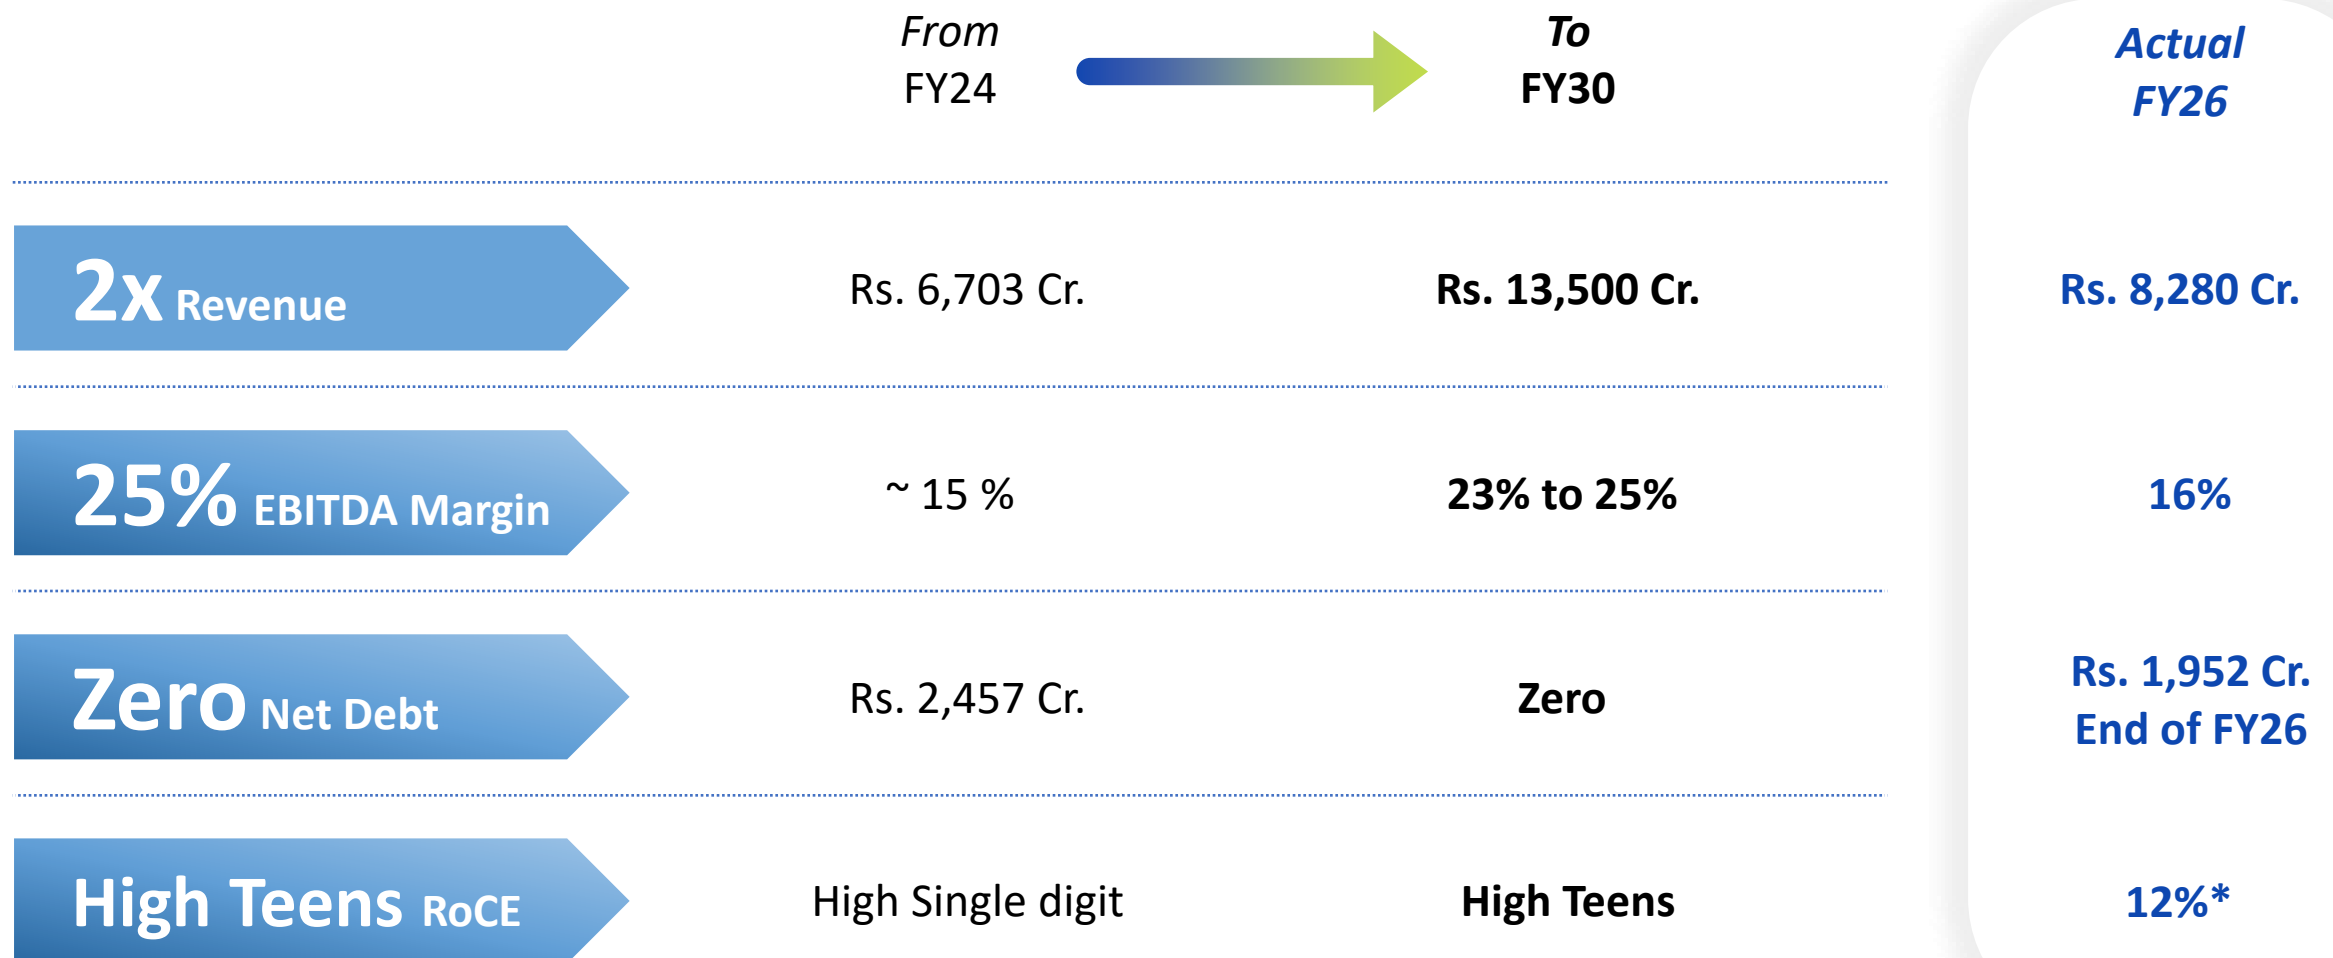 From
FY24
To
FY30
Actual
FY26
2x Revenue
Rs. 6,703 Cr.
Rs. 13,500 Cr.
Rs. 8,280 Cr.
25% EBITDA Margin
~ 15 %
23% to 25%
16%
Zero Net Debt
Rs. 2,457 Cr.
Zero
Rs. 1,952 Cr.
End of FY26
High Teens RoCE
High Single digit
High Teens
12%*